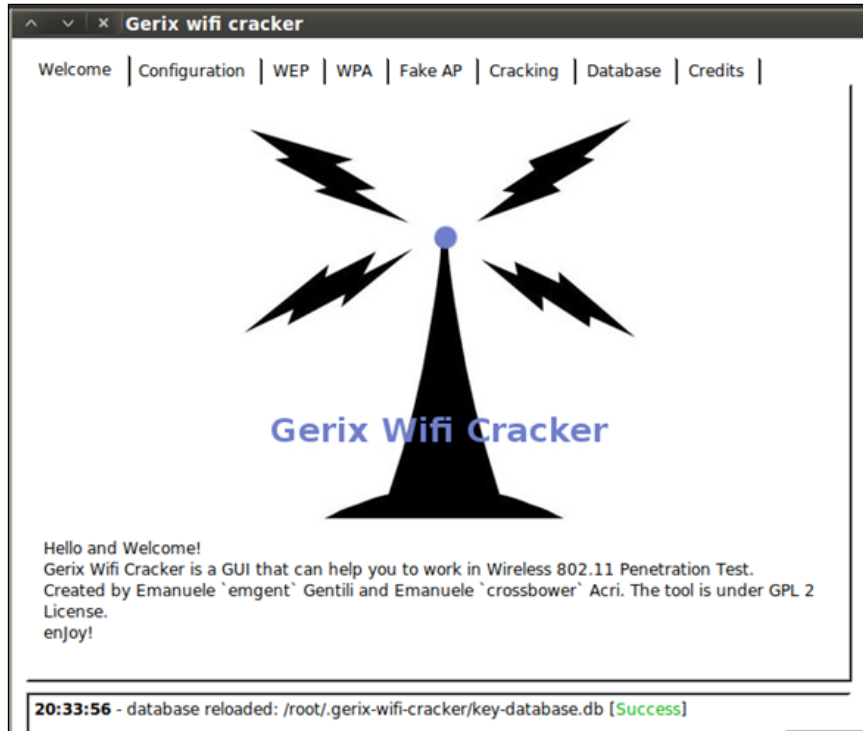 Gerix wifi cracker
Welcome Configuration WEP WPA Fake AP Cracking Database Credits
Gerix Wifi Cracker
Hello and Welcome!
Gerix Wifi Cracker is a GUI that can help you to work in Wireless 802.11 Penetration Test.
Created by Emanuele `emgent` Gentili and Emanuele `crossbower` Acri. The tool is under GPL 2
License.
enJoy!
20:33:56 - database reloaded: /root/.gerix-wifi-cracker/key-database.db [Success]